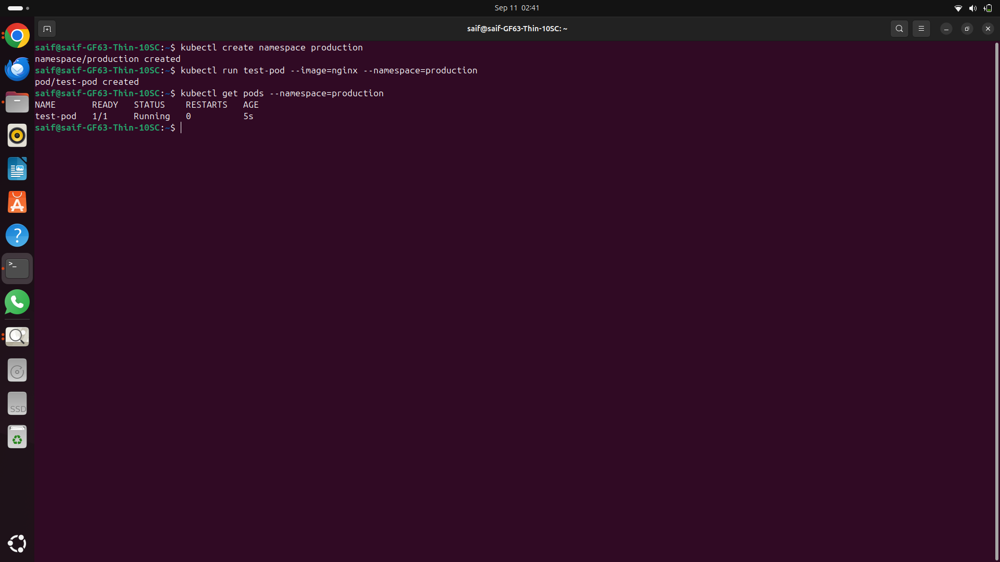 Sep 11 02:41
saif@saif-GF63-Thin-10SC: ~
saif@saif-GF63-Thin-10SC:~$ kubectl create namespace production
namespace/production created
saif@saif-GF63-Thin-10SC:~$ kubectl run test-pod --image=nginx --namespace=production
pod/test-pod created
saif@saif-GF63-Thin-10SC:~$ kubectl get pods --namespace=production
NAME READY STATUS RESTARTS AGE
test-pod 1/1 Running 0 5s
saif@saif-GF63-Thin-10SC:~$
SSD